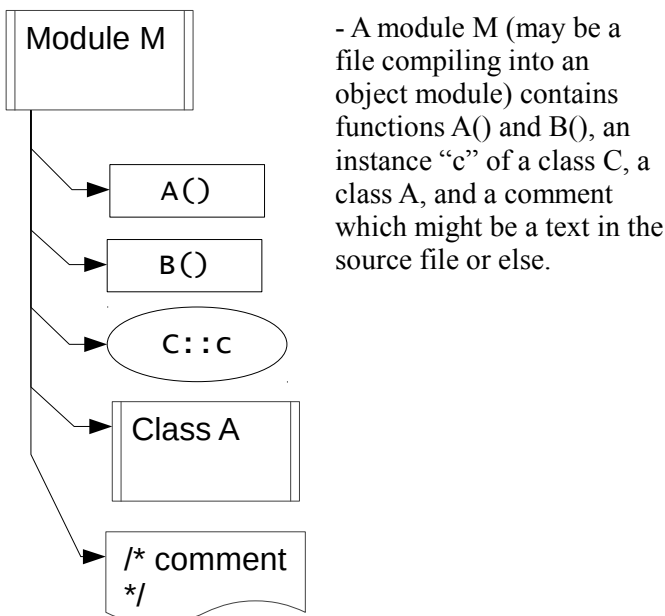 Module M
A()
B()
C::c
Class A
/* comment
*/
- A module M (may be a
file compiling into an
object module) contains
functions A() and B(), an
instance “c” of a class C, a
class A, and a comment
which might be a text in the
source file or else.